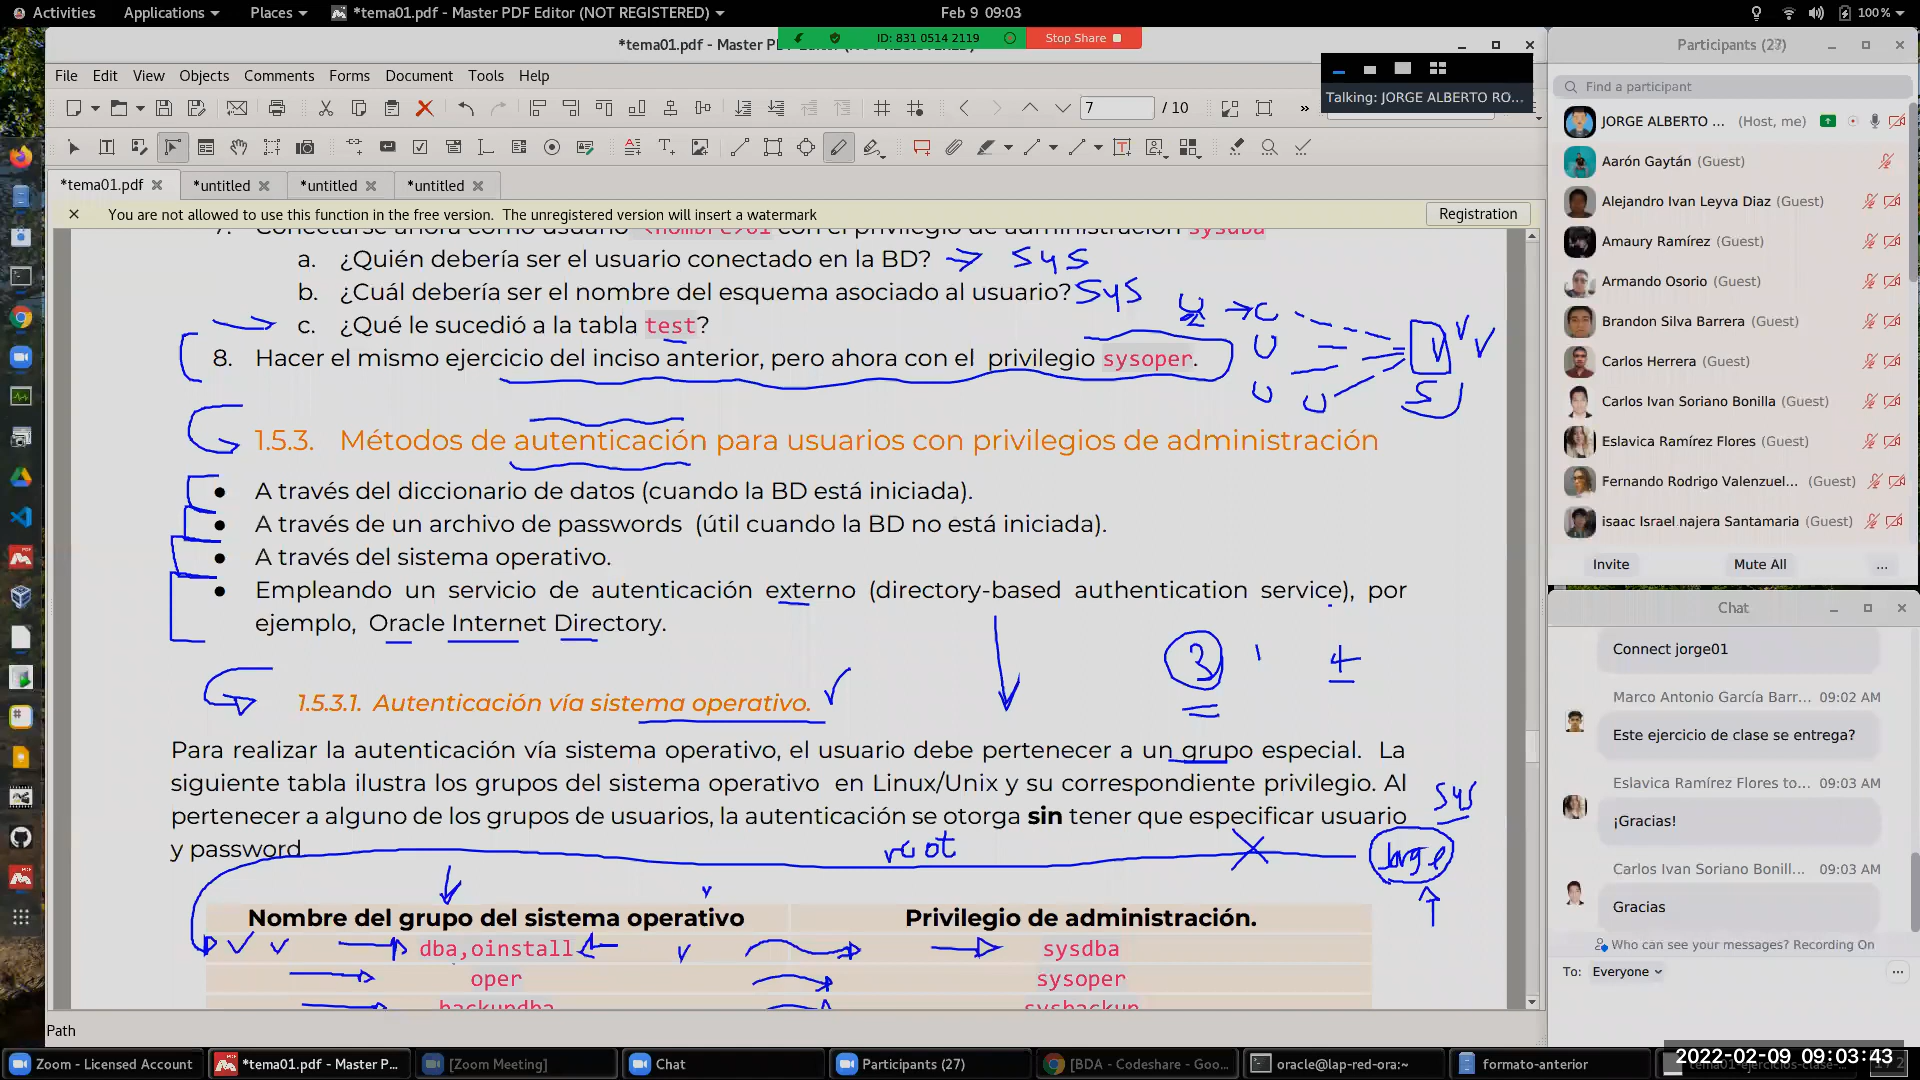 Activities Applications Places *tema01.pdf - Master PDF Editor (NOT REGISTERED) Feb 9 09:03 100%
*tema01.pdf - Master P
ID: 831 0514 2119 Stop Share
Talking: JORGE ALBERTO RO...
File Edit View Objects Comments Forms Document Tools Help
7 / 10
*tema01.pdf *untitled *untitled *untitled
You are not allowed to use this function in the free version. The unregistered version will insert a watermark
Registration
7. Conectarse ahora como usuario <nombre>01 con el privilegio de administración sysdba
a. ¿Quién debería ser el usuario conectado en la BD? sys
b. ¿Cuál debería ser el nombre del esquema asociado al usuario? sys
c. ¿Qué le sucedió a la tabla test?
8. Hacer el mismo ejercicio del inciso anterior, pero ahora con el privilegio sysoper.
1.5.3. Métodos de autenticación para usuarios con privilegios de administración
● A través del diccionario de datos (cuando la BD está iniciada).
● A través de un archivo de passwords (útil cuando la BD no está iniciada).
● A través del sistema operativo.
● Empleando un servicio de autenticación externo (directory-based authentication service), por
ejemplo, Oracle Internet Directory.
3 4
1.5.3.1. Autenticación vía sistema operativo.
Para realizar la autenticación vía sistema operativo, el usuario debe pertenecer a un grupo especial. La
siguiente tabla ilustra los grupos del sistema operativo en Linux/Unix y su correspondiente privilegio. Al
pertenecer a alguno de los grupos de usuarios, la autenticación se otorga sin tener que especificar usuario
y password
sys
root
Jorge
Nombre del grupo del sistema operativo Privilegio de administración.
dba,oinstall sysdba
oper sysoper
backupdba sysbackup
Path
Participants (27)
Find a participant
JORGE ALBERTO ... (Host, me)
Aarón Gaytán (Guest)
Alejandro Ivan Leyva Diaz (Guest)
Amaury Ramírez (Guest)
Armando Osorio (Guest)
Brandon Silva Barrera (Guest)
Carlos Herrera (Guest)
Carlos Ivan Soriano Bonilla (Guest)
Eslavica Ramírez Flores (Guest)
Fernando Rodrigo Valenzuel... (Guest)
isaac Israel najera Santamaria (Guest)
Invite Mute All ...
Chat
Connect jorge01
Marco Antonio García Barr... 09:02 AM
Este ejercicio de clase se entrega?
Eslavica Ramírez Flores to... 09:03 AM
¡Gracias!
Carlos Ivan Soriano Bonill... 09:03 AM
Gracias
Who can see your messages? Recording On
To: Everyone
Zoom - Licensed Account *tema01.pdf - Master P... [Zoom Meeting] Chat Participants (27) [BDA - Codeshare - Goo... oracle@lap-red-ora:~ formato-anterior
2022-02-09 09:03:43